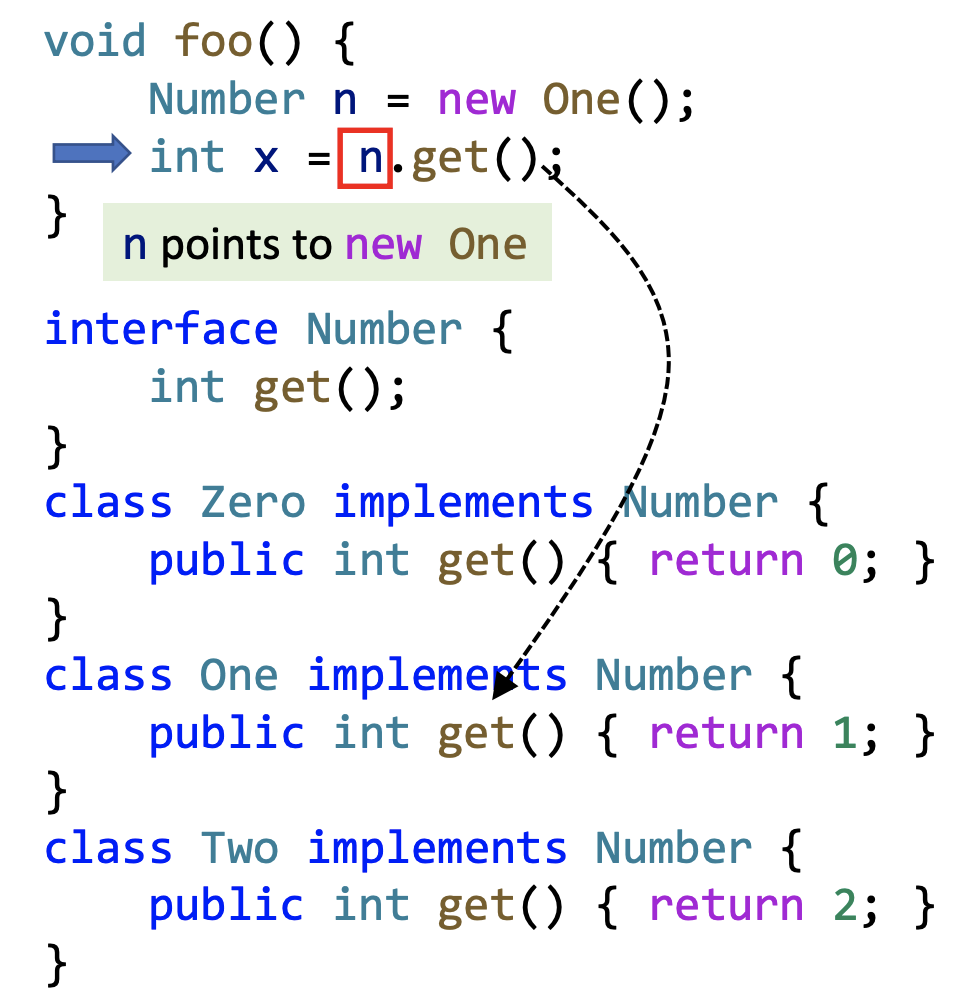 void foo() {
    Number n = new One();
    int x = n.get();
}
n points to new One
interface Number {
    int get();
}
class Zero implements Number {
    public int get() { return 0; }
}
class One implements Number {
    public int get() { return 1; }
}
class Two implements Number {
    public int get() { return 2; }
}